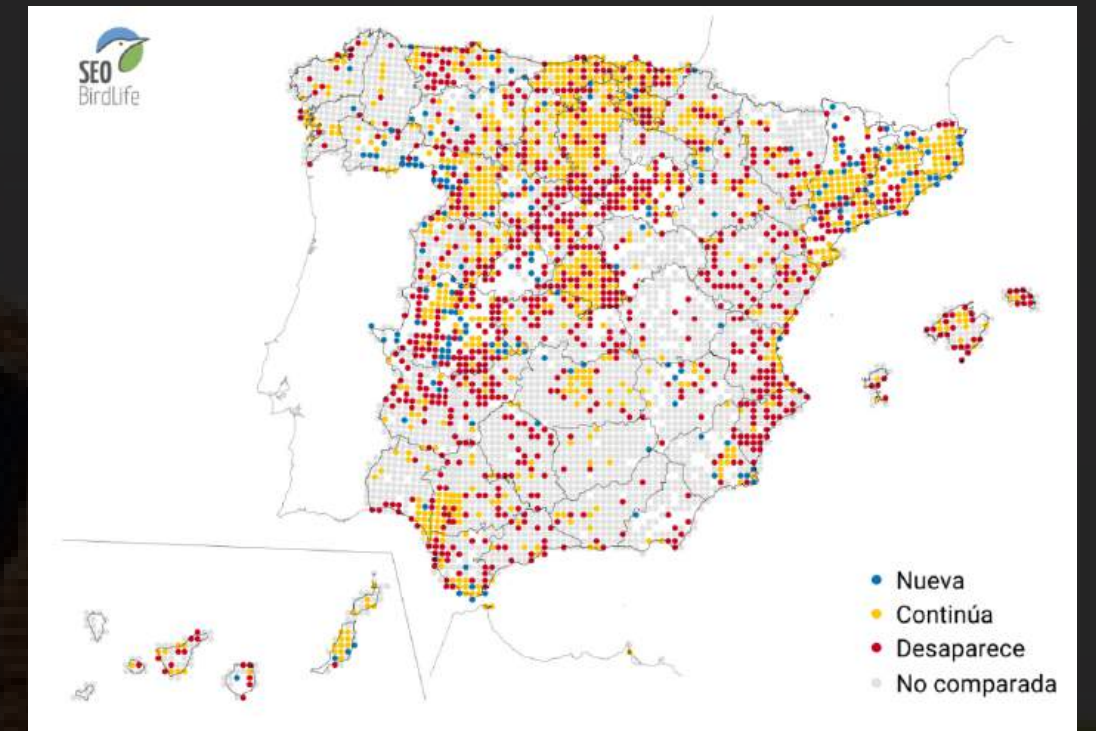 SEO
BirdLife
Nueva
Continúa
Desaparece
No comparada